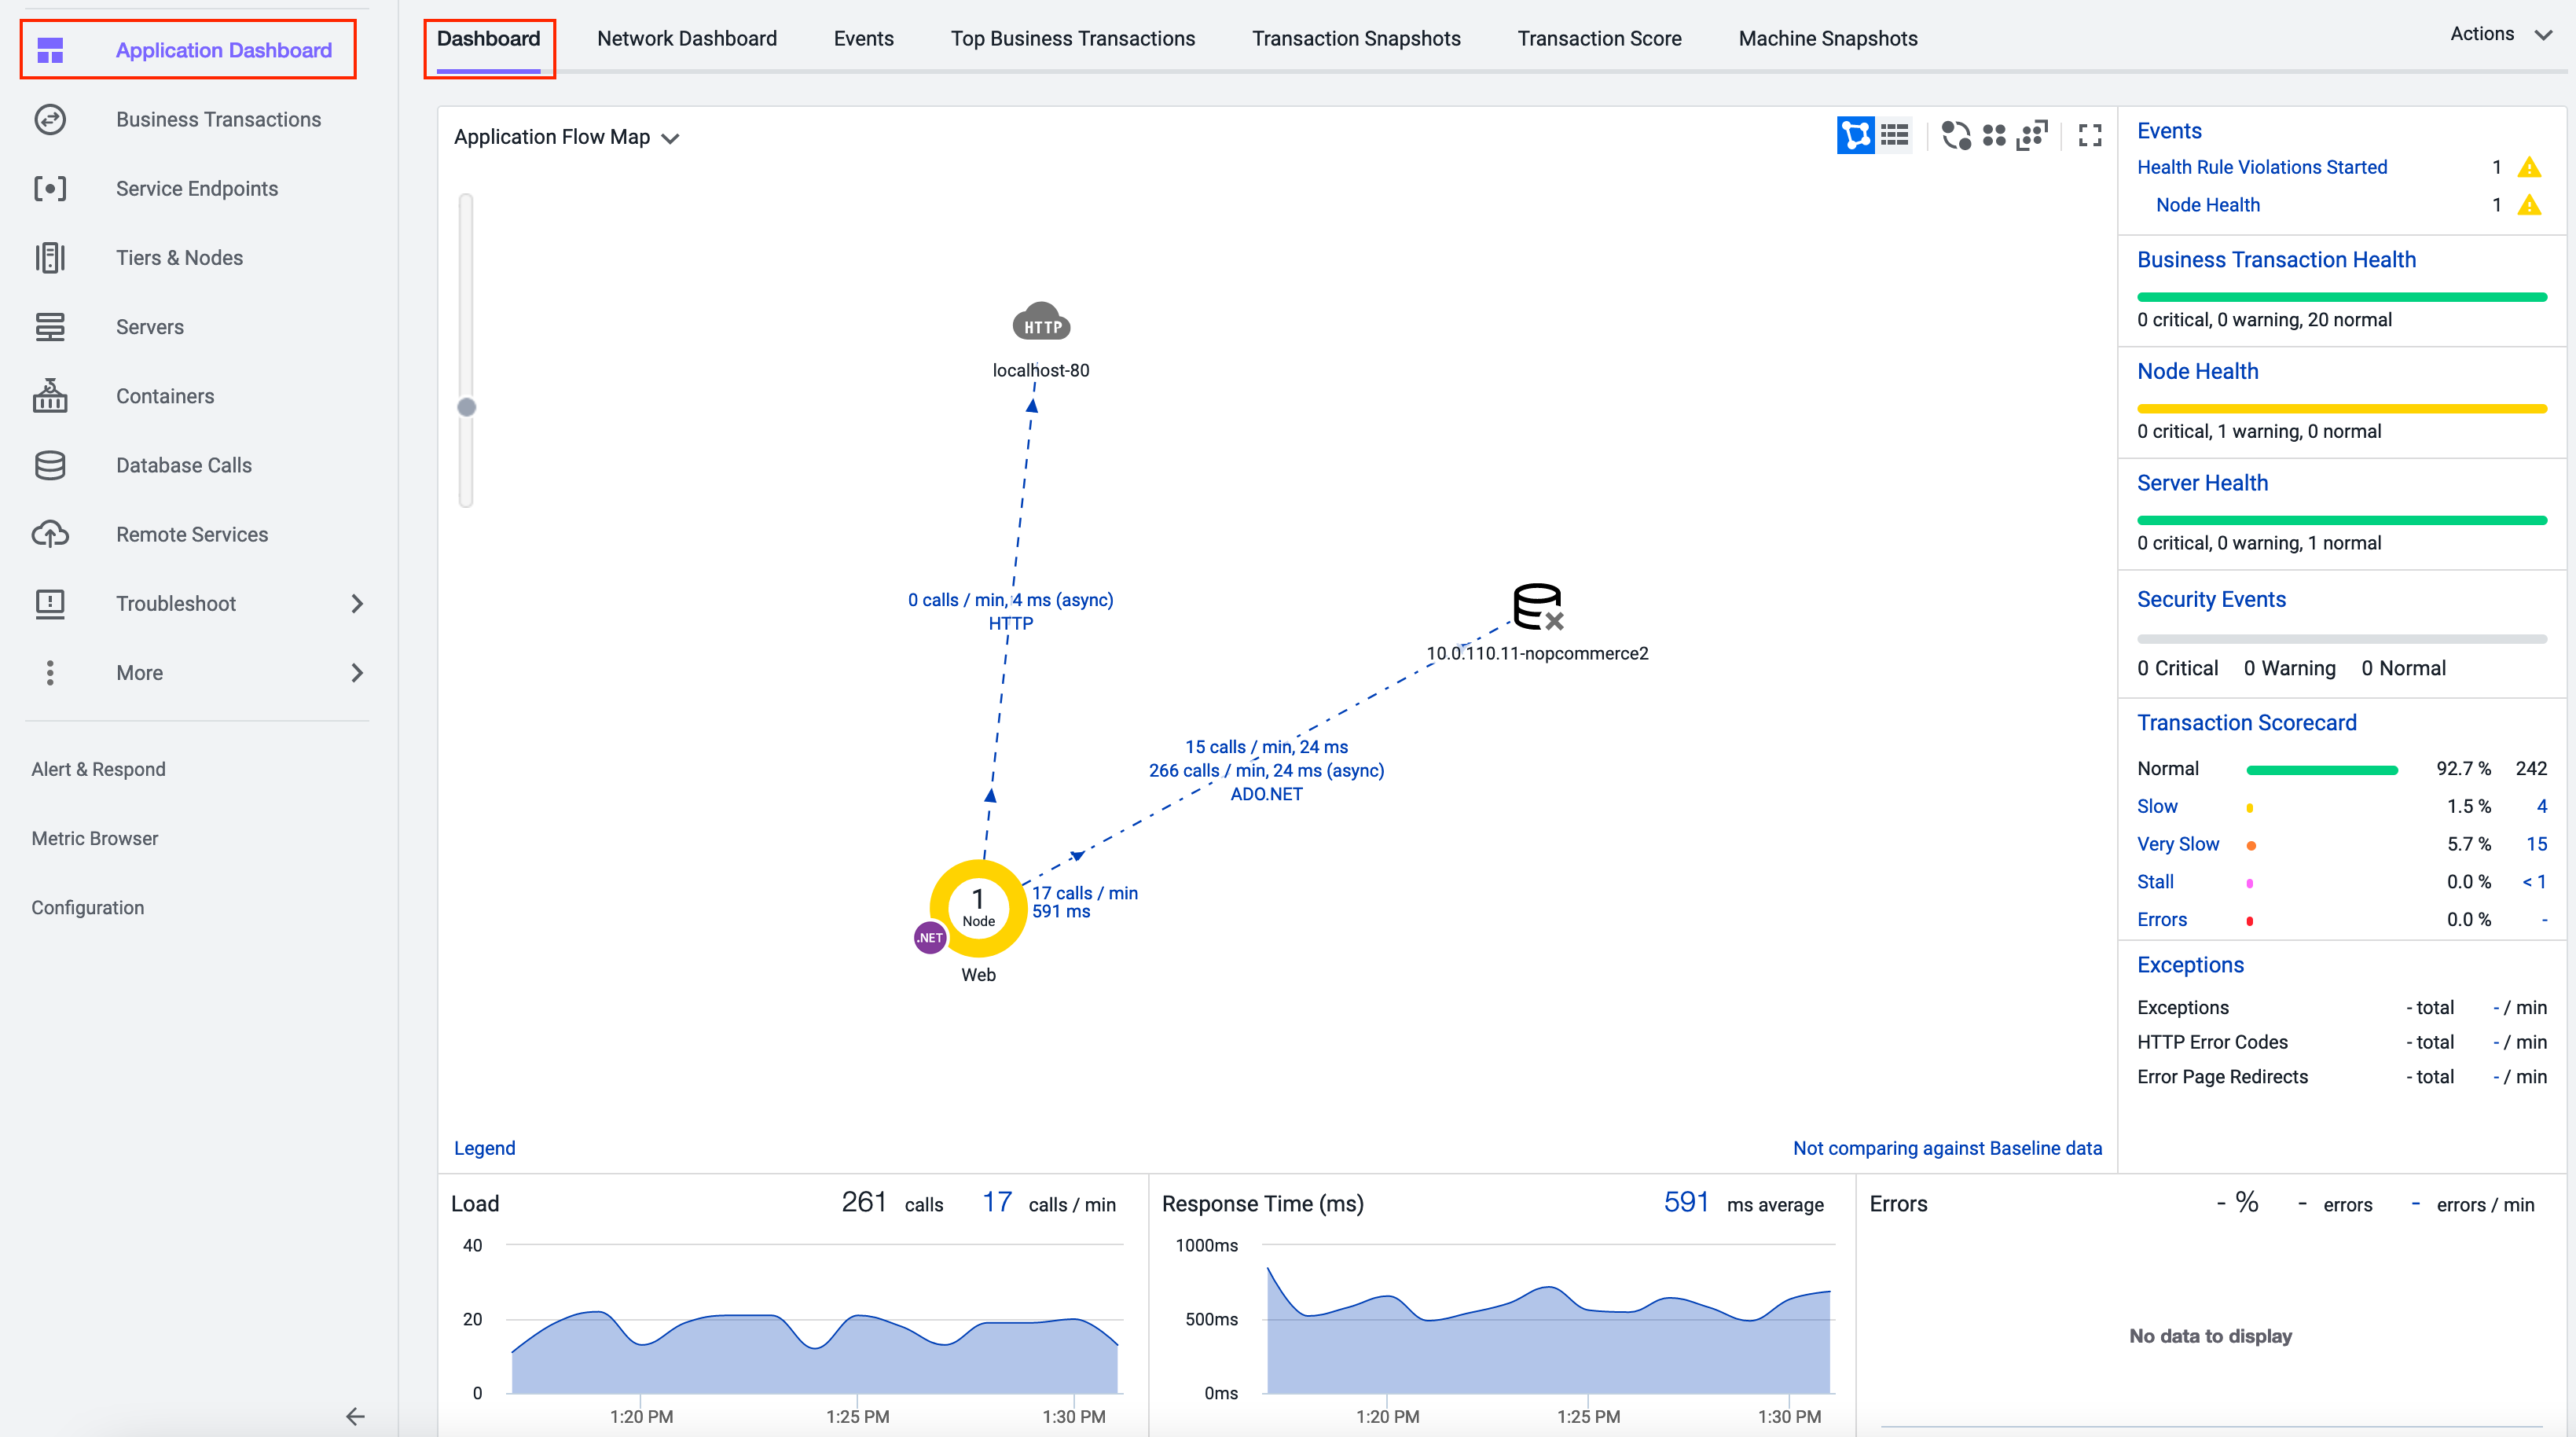 Application Dashboard
Business Transactions
Service Endpoints
Tiers & Nodes
Servers
Containers
Database Calls
Remote Services
Troubleshoot
More
Alert & Respond
Metric Browser
Configuration
Dashboard
Network Dashboard
Events
Top Business Transactions
Transaction Snapshots
Transaction Score
Machine Snapshots
Actions
Application Flow Map
HTTP
localhost-80
0 calls / min, 4 ms (async)
HTTP
10.0.110.11-nopcommerce2
15 calls / min, 24 ms
266 calls / min, 24 ms (async)
ADO.NET
1
Node
17 calls / min
591 ms
.NET
Web
Legend
Not comparing against Baseline data
Events
Health Rule Violations Started 1
Node Health 1
Business Transaction Health
0 critical, 0 warning, 20 normal
Node Health
0 critical, 1 warning, 0 normal
Server Health
0 critical, 0 warning, 1 normal
Security Events
0 Critical 0 Warning 0 Normal
Transaction Scorecard
Normal 92.7 % 242
Slow 1.5 % 4
Very Slow 5.7 % 15
Stall 0.0 % < 1
Errors 0.0 % -
Exceptions
Exceptions - total - / min
HTTP Error Codes - total - / min
Error Page Redirects - total - / min
Load 261 calls 17 calls / min
40
20
0
1:20 PM 1:25 PM 1:30 PM
Response Time (ms) 591 ms average
1000ms
500ms
0ms
1:20 PM 1:25 PM 1:30 PM
Errors - % - errors - errors / min
No data to display